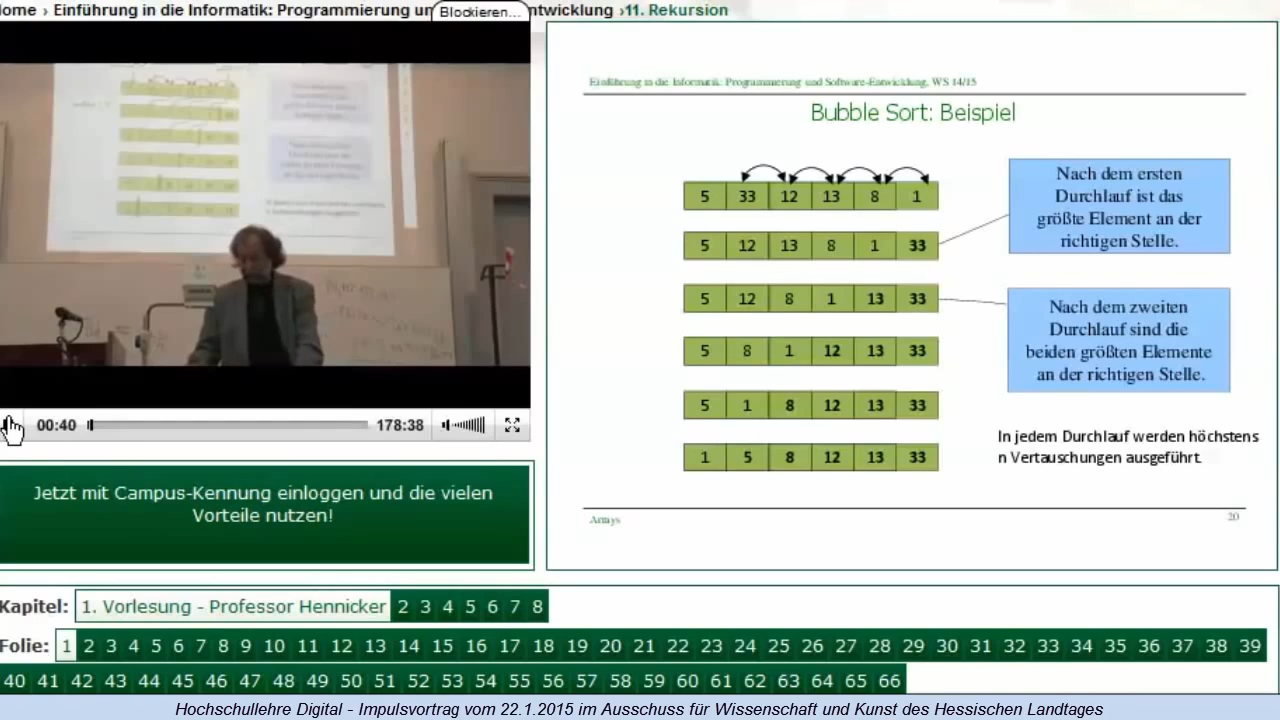 ome › Einführung in die Informatik: Programmierung un
Blockieren...
ntwicklung ›11. Rekursion
Einführung in die Informatik: Programmierung und Software-Entwicklung, WS 14/15
Bubble Sort: Beispiel
5 33 12 13 8 1
5 12 13 8 1 33
5 12 8 1 13 33
5 8 1 12 13 33
5 1 8 12 13 33
1 5 8 12 13 33
Nach dem ersten
Durchlauf ist das
größte Element an der
richtigen Stelle.
Nach dem zweiten
Durchlauf sind die
beiden größten Elemente
an der richtigen Stelle.
In jedem Durchlauf werden höchstens
n Vertauschungen ausgeführt.
Arrays
20
00:40
178:38
Jetzt mit Campus-Kennung einloggen und die vielen
Vorteile nutzen!
Kapitel: 1. Vorlesung - Professor Hennicker 2 3 4 5 6 7 8
Folie: 1 2 3 4 5 6 7 8 9 10 11 12 13 14 15 16 17 18 19 20 21 22 23 24 25 26 27 28 29 30 31 32 33 34 35 36 37 38 39
40 41 42 43 44 45 46 47 48 49 50 51 52 53 54 55 56 57 58 59 60 61 62 63 64 65 66
Hochschullehre Digital - Impulsvortrag vom 22.1.2015 im Ausschuss für Wissenschaft und Kunst des Hessischen Landtages